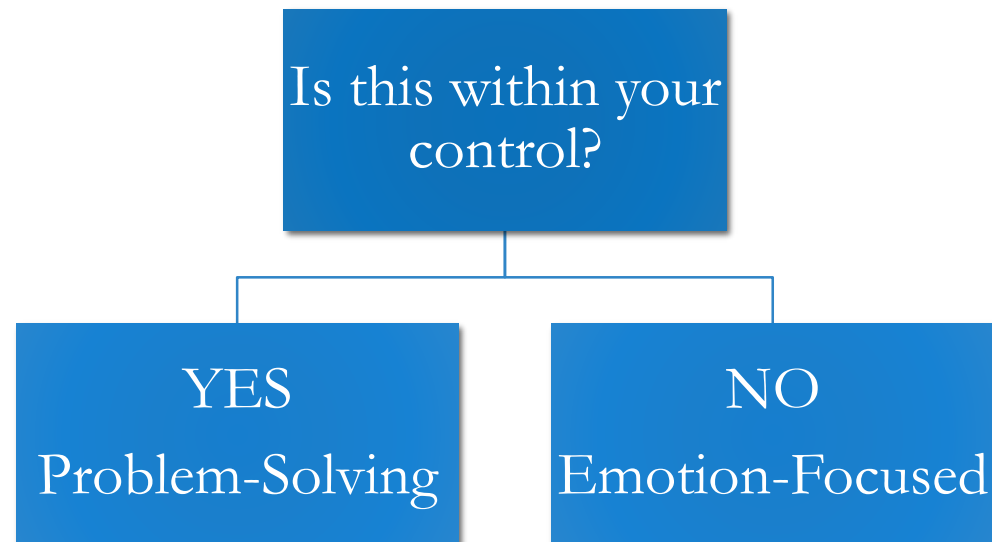 Is this within your
control?
YES
Problem-Solving
NO
Emotion-Focused